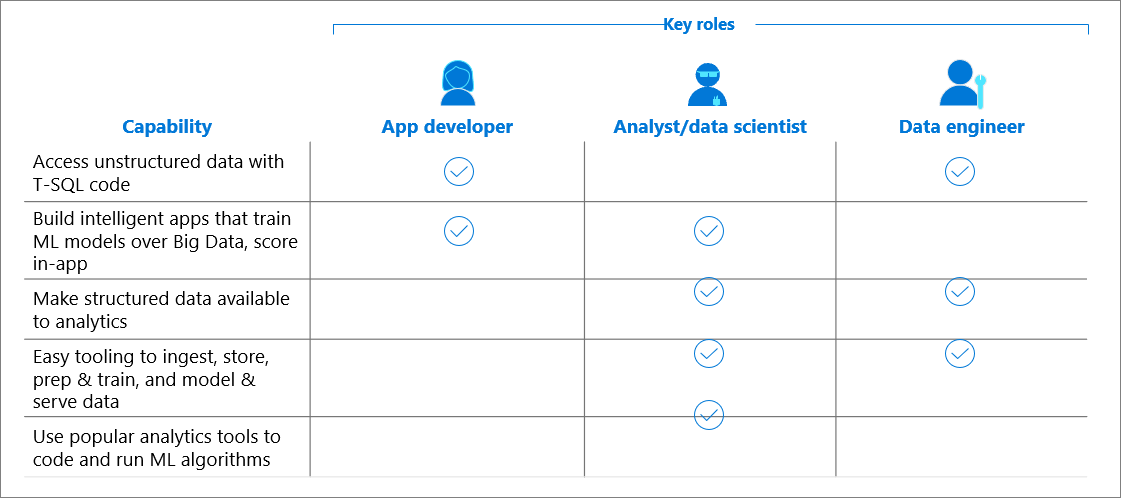 Key roles
Capability
App developer
Analyst/data scientist
Data engineer
Access unstructured data with
T-SQL code
Build intelligent apps that train
ML models over Big Data, score
in-app
Make structured data available
to analytics
Easy tooling to ingest, store,
prep & train, and model &
serve data
Use popular analytics tools to
code and run ML algorithms